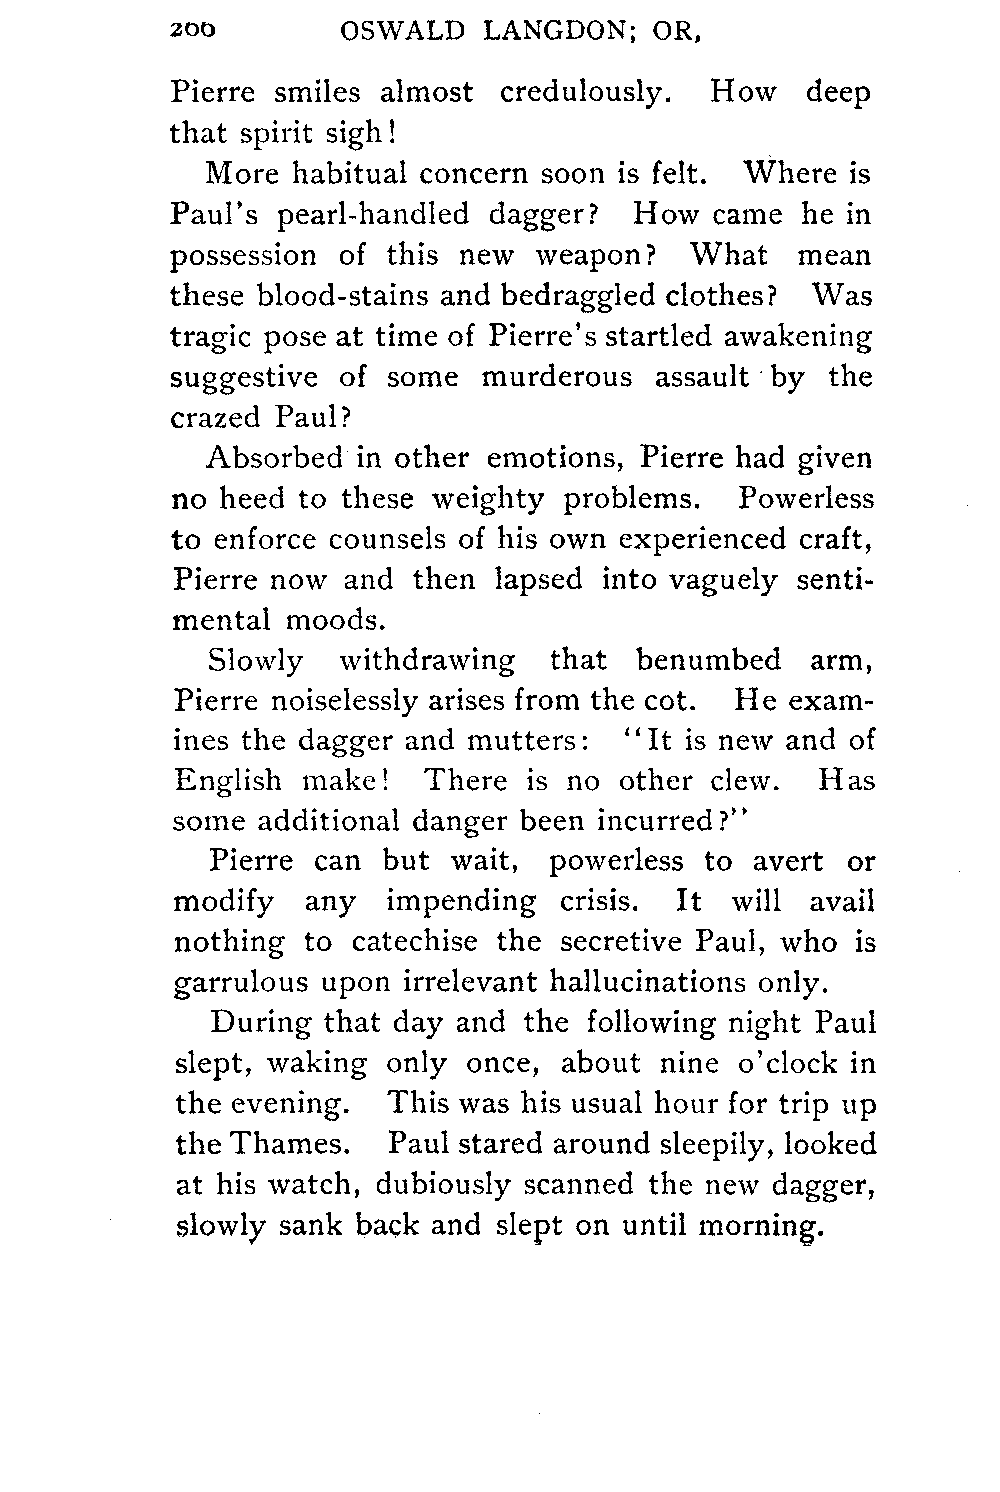 200 OSWALD LANGDON; OR,
Pierre smiles almost credulously. How deep
that spirit sigh!
More habitual concern soon is felt. Where is
Paul's pearl-handled dagger? How came he in
possession of this new weapon? What mean
these blood-stains and bedraggled clothes? Was
tragic pose at time of Pierre's startled awakening
suggestive of some murderous assault by the
crazed Paul?
Absorbed in other emotions, Pierre had given
no heed to these weighty problems. Powerless
to enforce counsels of his own experienced craft,
Pierre now and then lapsed into vaguely senti-
mental moods.
Slowly withdrawing that benumbed arm,
Pierre noiselessly arises from the cot. He exam-
ines the dagger and mutters: "It is new and of
English make! There is no other clew. Has
some additional danger been incurred?"
Pierre can but wait, powerless to avert or
modify any impending crisis. It will avail
nothing to catechise the secretive Paul, who is
garrulous upon irrelevant hallucinations only.
During that day and the following night Paul
slept, waking only once, about nine o'clock in
the evening. This was his usual hour for trip up
the Thames. Paul stared around sleepily, looked
at his watch, dubiously scanned the new dagger,
slowly sank back and slept on until morning.